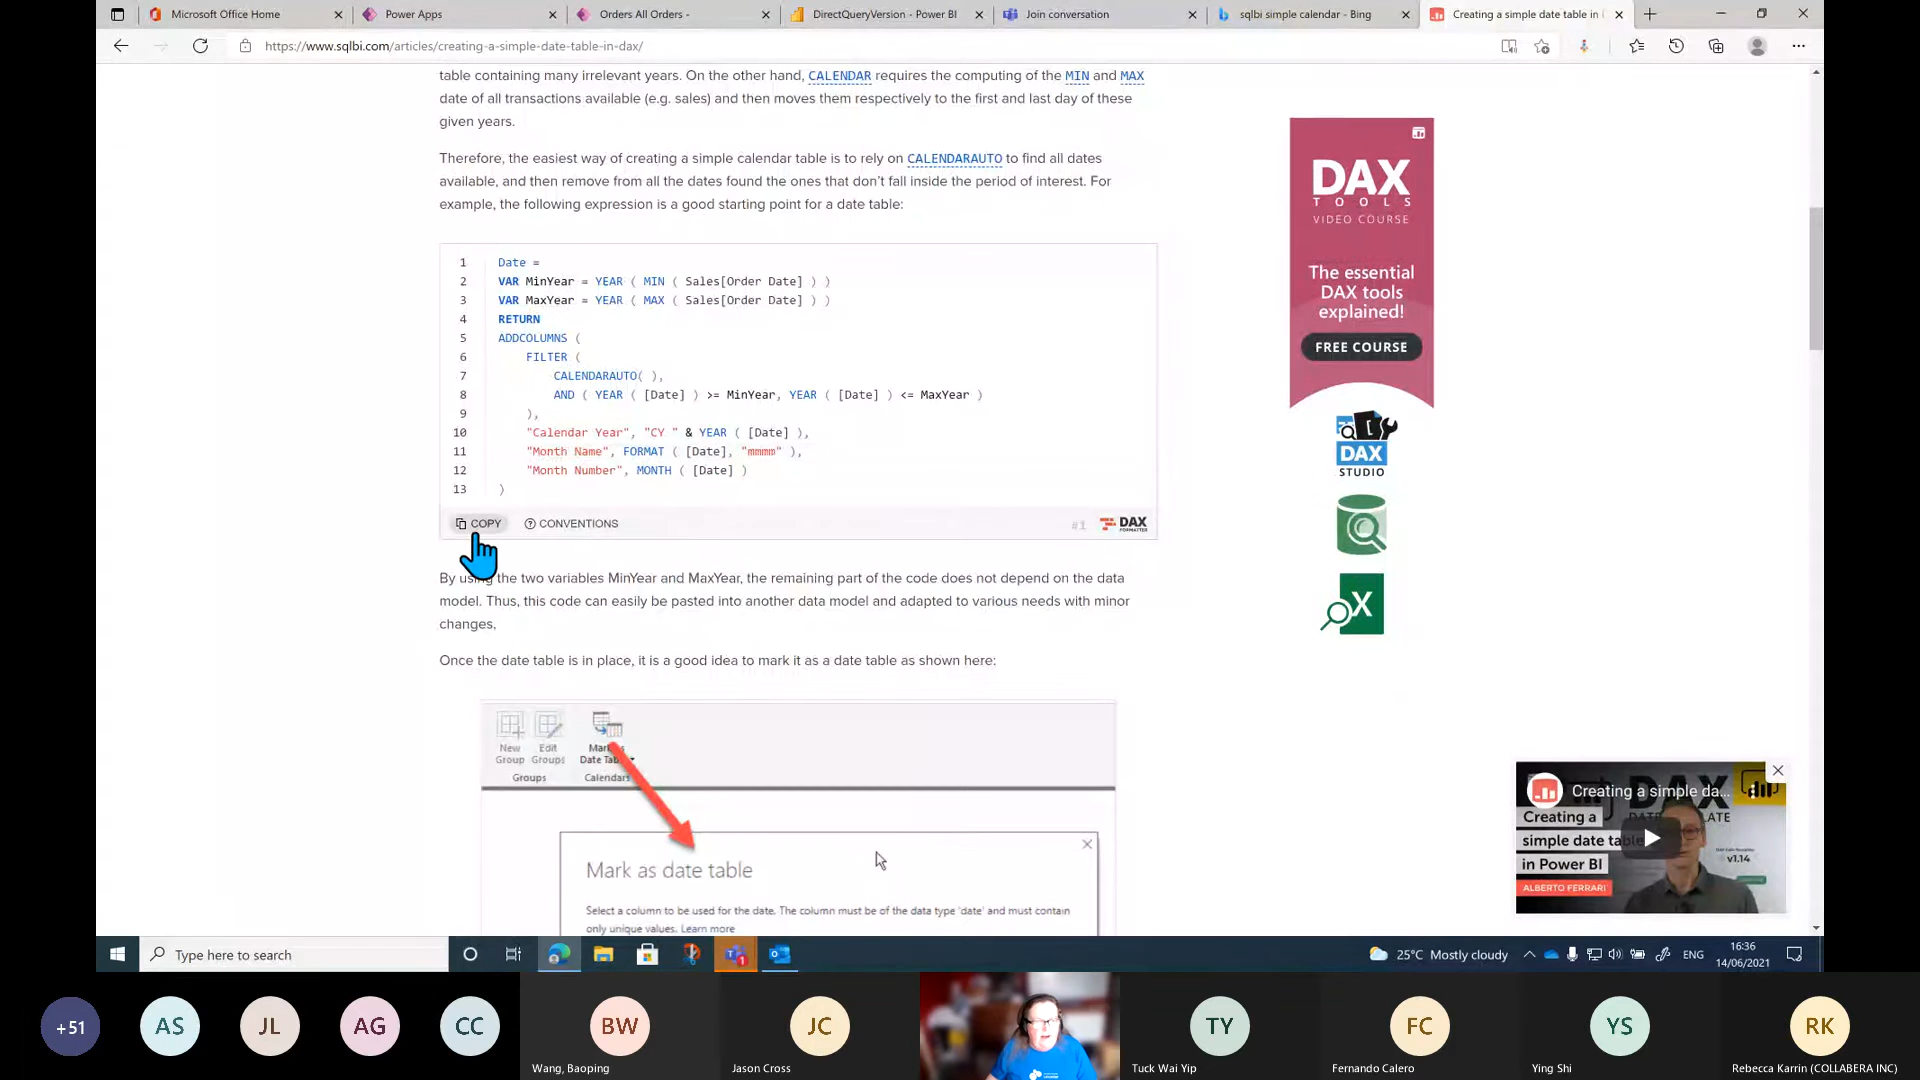 Microsoft Office Home
Power Apps
Orders All Orders -
DirectQueryVersion - Power BI
Join conversation
sqlbi simple calendar - Bing
Creating a simple date table in
https://www.sqlbi.com/articles/creating-a-simple-date-table-in-dax/
table containing many irrelevant years. On the other hand, CALENDAR requires the computing of the MIN and MAX
date of all transactions available (e.g. sales) and then moves them respectively to the first and last day of these
given years.
Therefore, the easiest way of creating a simple calendar table is to rely on CALENDARAUTO to find all dates
available, and then remove from all the dates found the ones that don't fall inside the period of interest. For
example, the following expression is a good starting point for a date table:
1 Date =
2 VAR MinYear = YEAR ( MIN ( Sales[Order Date] ) )
3 VAR MaxYear = YEAR ( MAX ( Sales[Order Date] ) )
4 RETURN
5 ADDCOLUMNS (
6 FILTER (
7 CALENDARAUTO( ),
8 AND ( YEAR ( [Date] ) >= MinYear, YEAR ( [Date] ) <= MaxYear )
9 ),
10 "Calendar Year", "CY " & YEAR ( [Date] ),
11 "Month Name", FORMAT ( [Date], "mmmm" ),
12 "Month Number", MONTH ( [Date] )
13 )
COPY
CONVENTIONS
#1
DAX
FORMATTER
By using the two variables MinYear and MaxYear, the remaining part of the code does not depend on the data
model. Thus, this code can easily be pasted into another data model and adapted to various needs with minor
changes.
Once the date table is in place, it is a good idea to mark it as a date table as shown here:
New
Group
Edit
Groups
Groups
Calendars
Mark as date table
Select a column to be used for the date. The column must be of the data type 'date' and must contain
only unique values. Learn more
DAX
TOOLS
VIDEO COURSE
The essential
DAX tools
explained!
FREE COURSE
DAX
STUDIO
X
Creating a simple da...
DAX
Creating a
simple date table
in Power BI
ALBERTO FERRARI
v1.14
Type here to search
1
25°C Mostly cloudy
ENG
16:36
14/06/2021
+51
AS
JL
AG
CC
BW
Wang, Baoping
JC
Jason Cross
TY
Tuck Wai Yip
FC
Fernando Calero
YS
Ying Shi
RK
Rebecca Karrin (COLLABERA INC)